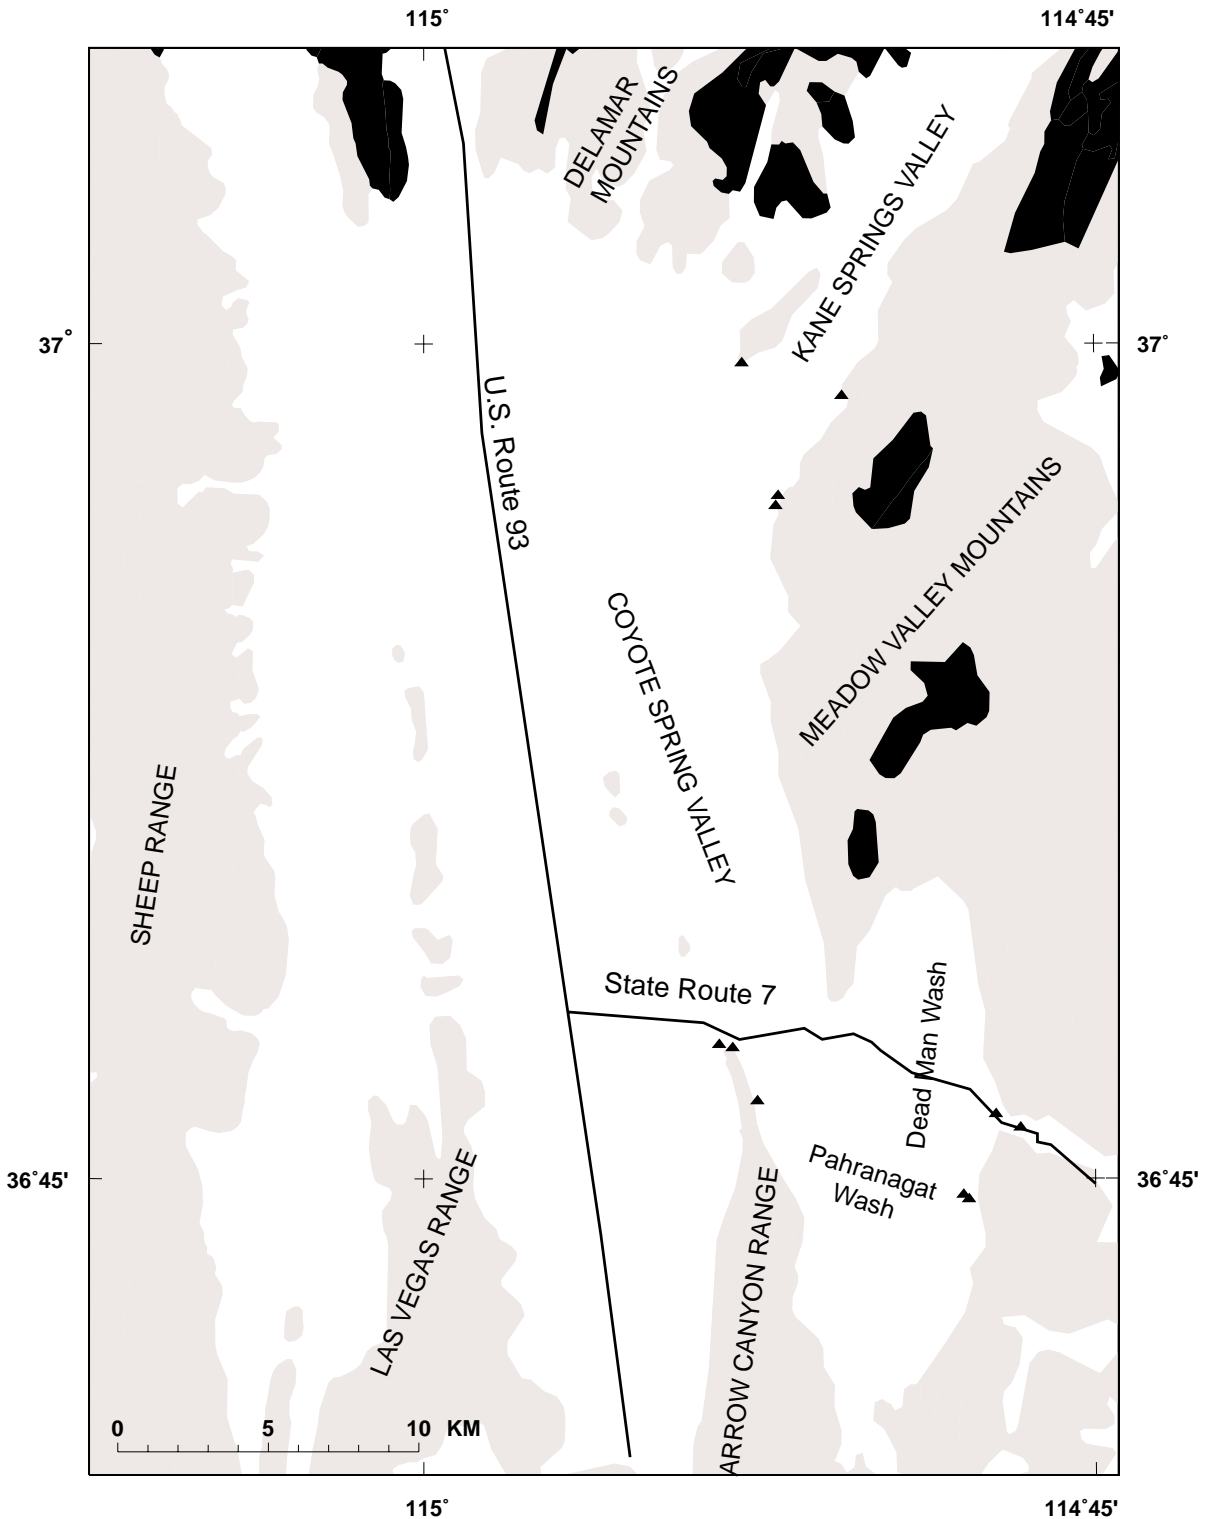 115°
114°45'
DELAMAR
MOUNTAINS
KANE SPRINGS VALLEY
37°
37°
U.S. Route 93
MEADOW VALLEY MOUNTAINS
COYOTE SPRING VALLEY
SHEEP RANGE
State Route 7
Dead Man Wash
Pahranagat
Wash
36°45'
36°45'
LAS VEGAS RANGE
ARROW CANYON RANGE
0 5 10 KM
115°
114°45'